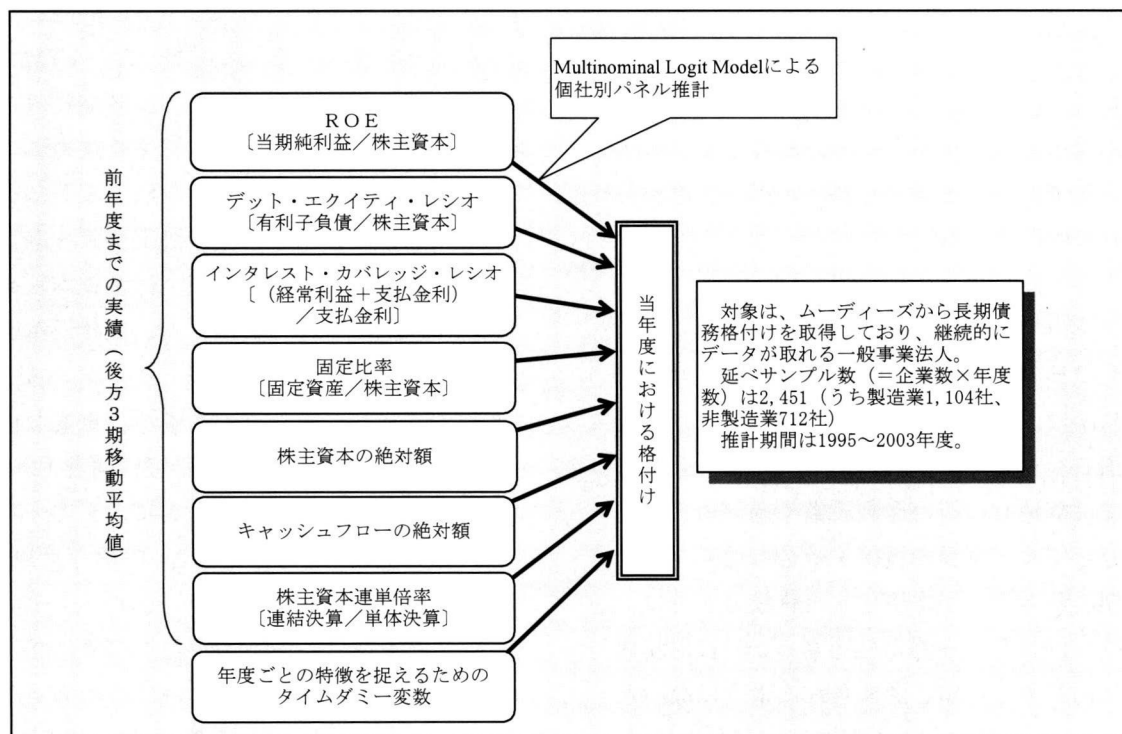 Multinominal Logit Modelによる
個社別パネル推計
前年度までの実績（後方３期移動平均値）
ＲＯＥ
〔当期純利益／株主資本〕
デット・エクイティ・レシオ
〔有利子負債／株主資本〕
インタレスト・カバレッジ・レシオ
〔（経常利益＋支払金利）
／支払金利〕
固定比率
〔固定資産／株主資本〕
株主資本の絶対額
キャッシュフローの絶対額
株主資本連単倍率
〔連結決算／単体決算〕
年度ごとの特徴を捉えるための
タイムダミー変数
当年度における格付け
対象は、ムーディーズから長期債
務格付けを取得しており、継続的に
データが取れる一般事業法人。
延べサンプル数（＝企業数×年度
数）は2,451（うち製造業1,104社、
非製造業712社）
推計期間は1995～2003年度。